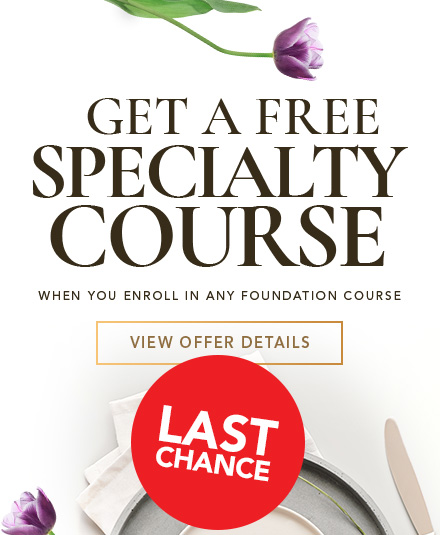 GET A FREE
SPECIALTY
COURSE
WHEN YOU ENROLL IN ANY FOUNDATION COURSE
VIEW OFFER DETAILS
LAST
CHANCE